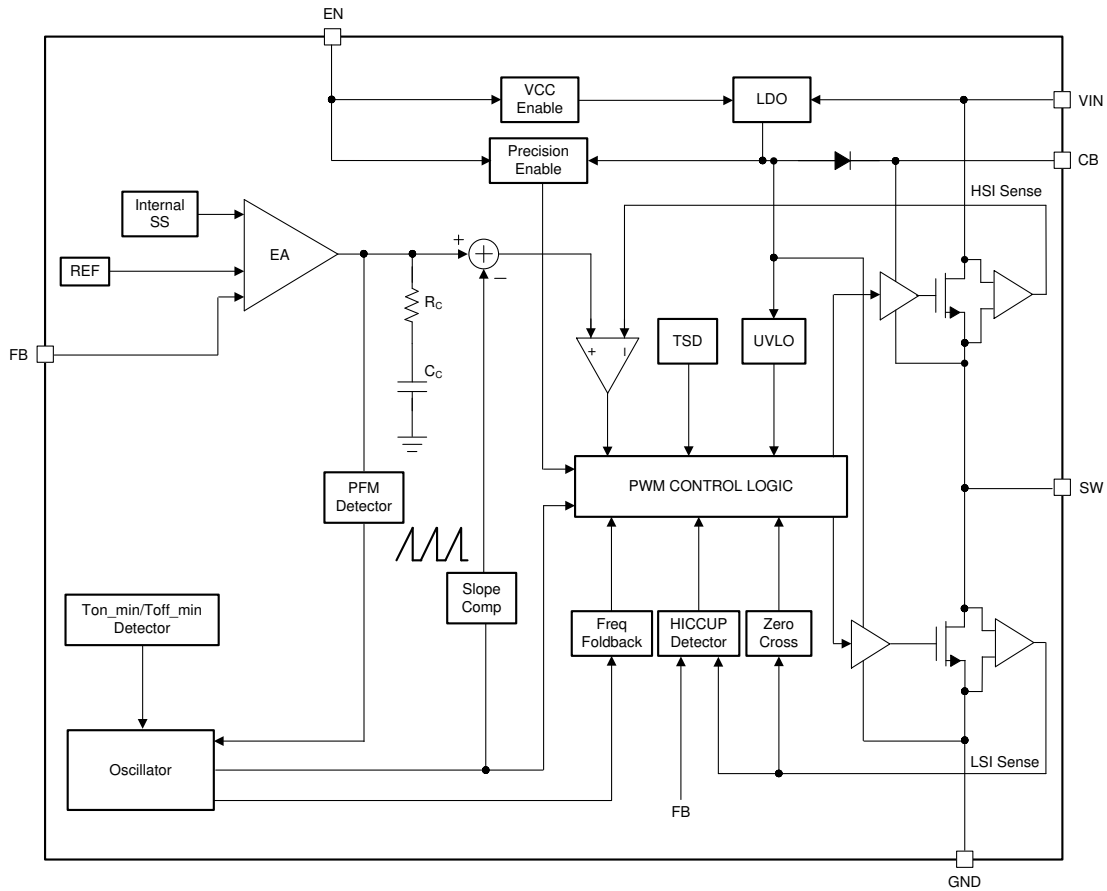 EN
VCC
Enable
LDO
VIN
Precision
Enable
CB
HSI Sense
Internal
SS
EA
+
+
−
REF
RC
FB
CC
+
−
TSD
UVLO
PFM
Detector
PWM CONTROL LOGIC
SW
Slope
Comp
Ton_min/Toff_min
Detector
Freq
Foldback
HICCUP
Detector
Zero
Cross
Oscillator
LSI Sense
FB
GND